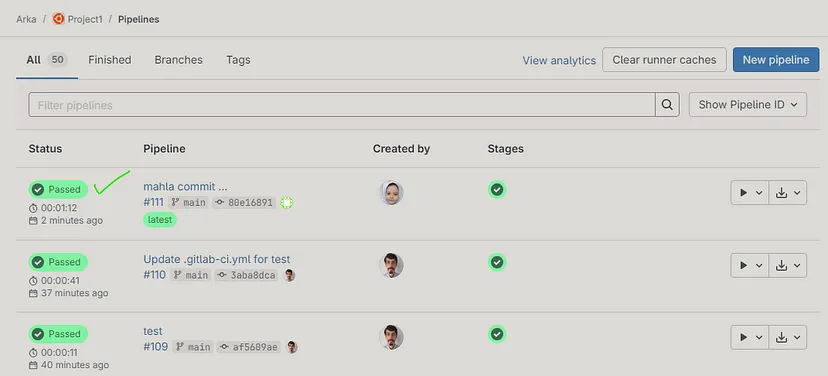 Arka / Project1 / Pipelines
All 50 Finished Branches Tags View analytics Clear runner caches New pipeline
Filter pipelines Show Pipeline ID
Status Pipeline Created by Stages
Passed mahla commit ...
00:01:12 #111 main 80e16891
2 minutes ago latest
Passed Update .gitlab-ci.yml for test
00:00:41 #110 main 3aba8dca
37 minutes ago
Passed test
00:00:11 #109 main af5689ae
40 minutes ago